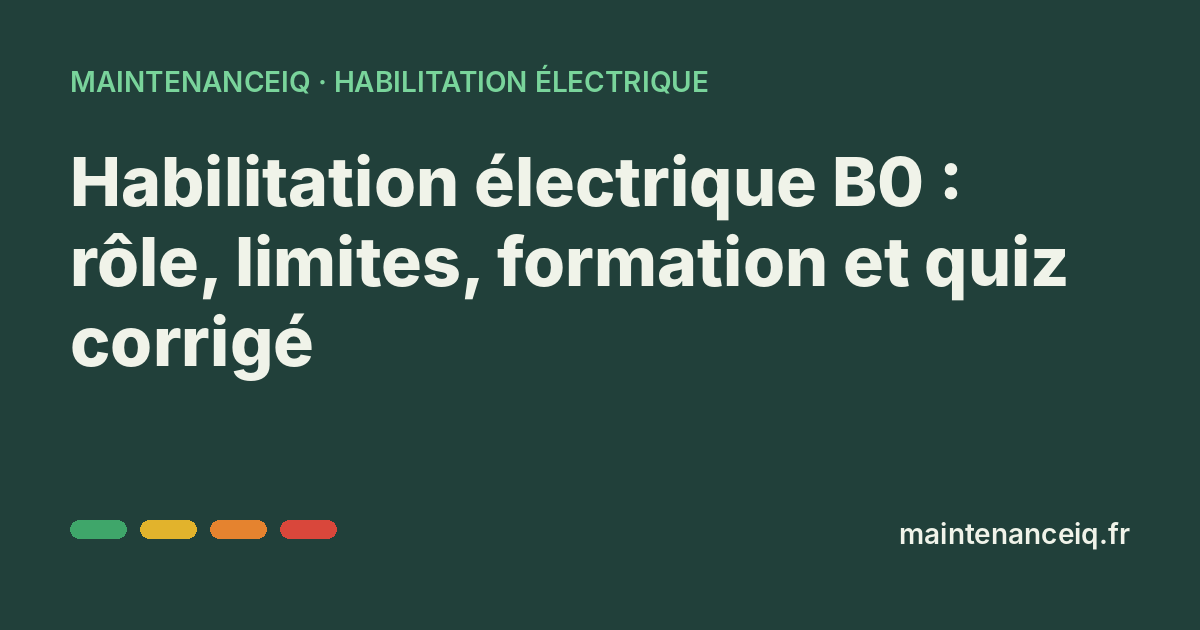 MAINTENANCEIQ · HABILITATION ÉLECTRIQUE
Habilitation électrique B0 :
rôle, limites, formation et quiz
corrigé
maintenanceiq.fr